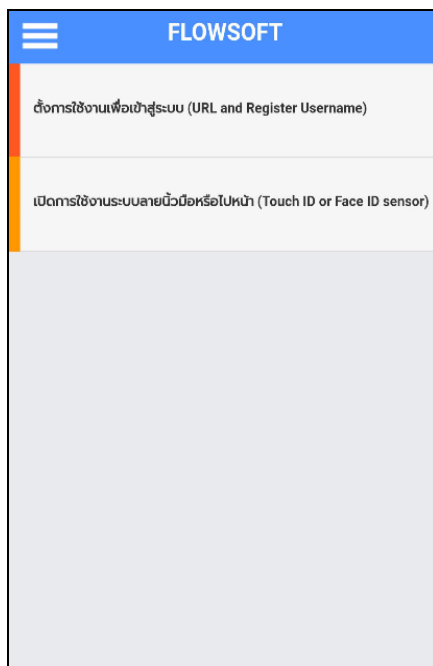 FLOWSOFT
ตั้งการใช้งานเพื่อเข้าสู่ระบบ (URL and Register Username)
เปิดการใช้งานระบบลายนิ้วมือหรือใบหน้า (Touch ID or Face ID sensor)